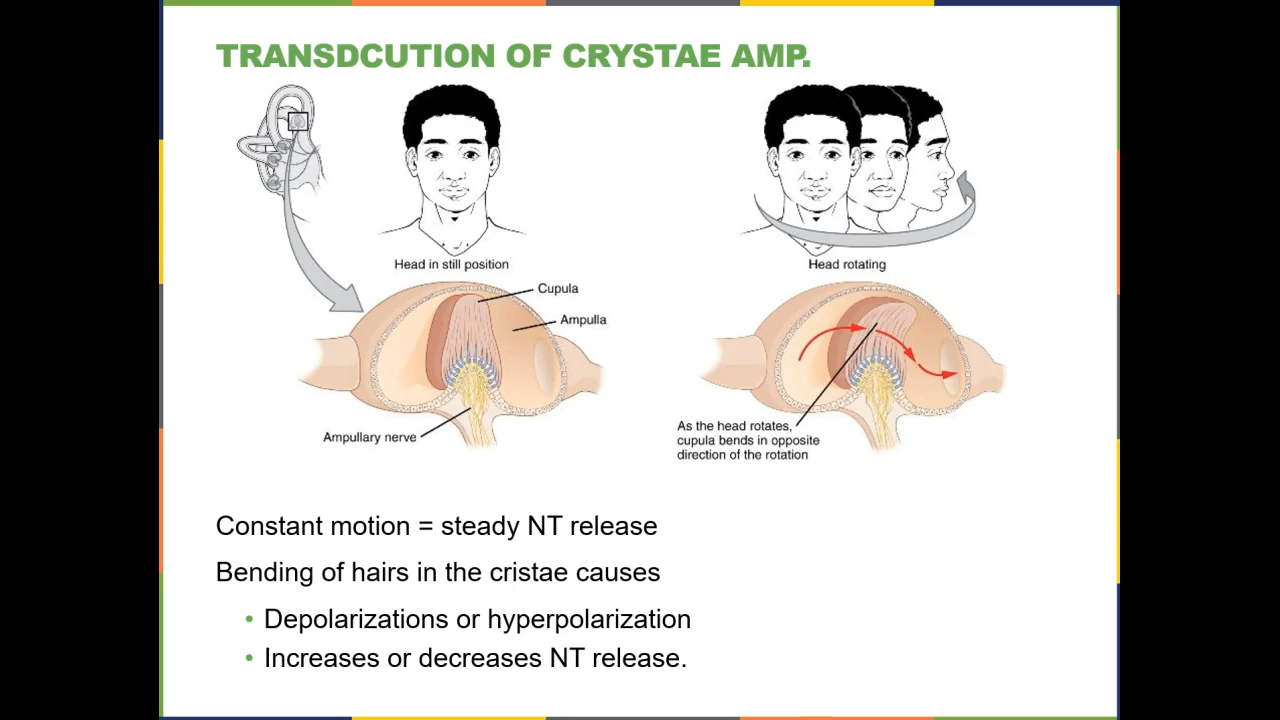 TRANSDCUTION OF CRYSTAE AMP.
Head in still position
Head rotating
Cupula
Ampulla
Ampullary nerve
As the head rotates,
cupula bends in opposite
direction of the rotation
Constant motion = steady NT release
Bending of hairs in the cristae causes
• Depolarizations or hyperpolarization
• Increases or decreases NT release.